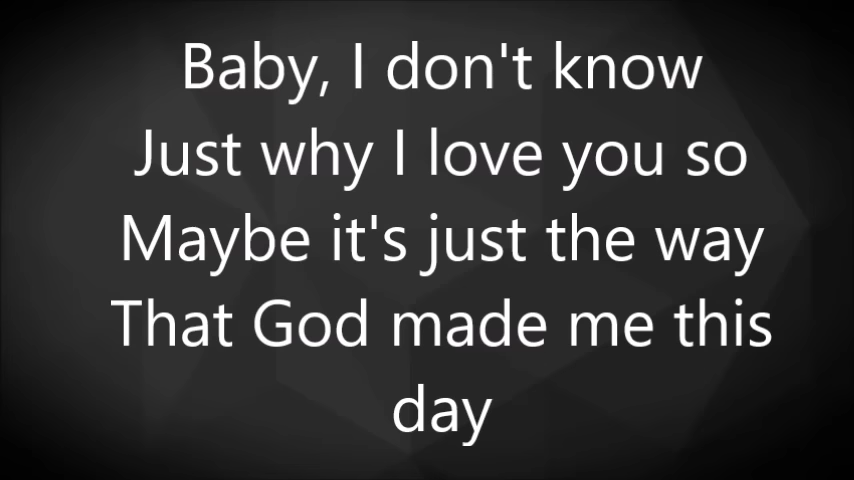 Baby, I don't know
Just why I love you so
Maybe it's just the way
That God made me this
day